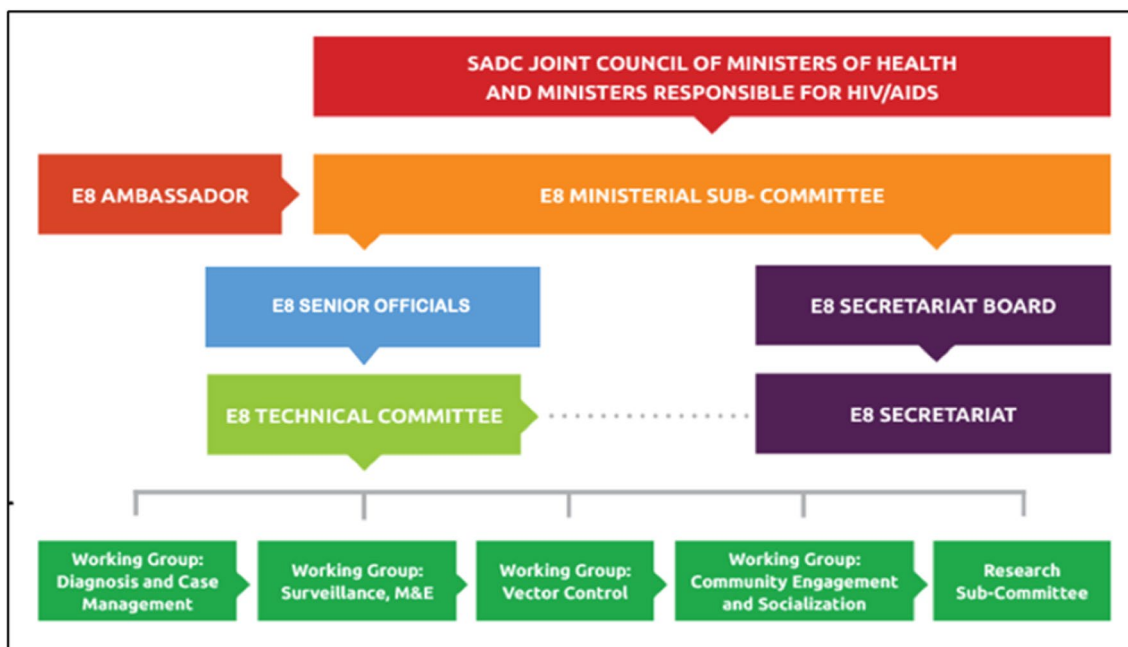 SADC JOINT COUNCIL OF MINISTERS OF HEALTH
AND MINISTERS RESPONSIBLE FOR HIV/AIDS
E8 AMBASSADOR
E8 MINISTERIAL SUB- COMMITTEE
E8 SENIOR OFFICIALS
E8 SECRETARIAT BOARD
E8 TECHNICAL COMMITTEE
E8 SECRETARIAT
Working Group:
Diagnosis and Case
Management
Working Group:
Surveillance, M&E
Working Group:
Vector Control
Working Group:
Community Engagement
and Socialization
Research
Sub-Committee